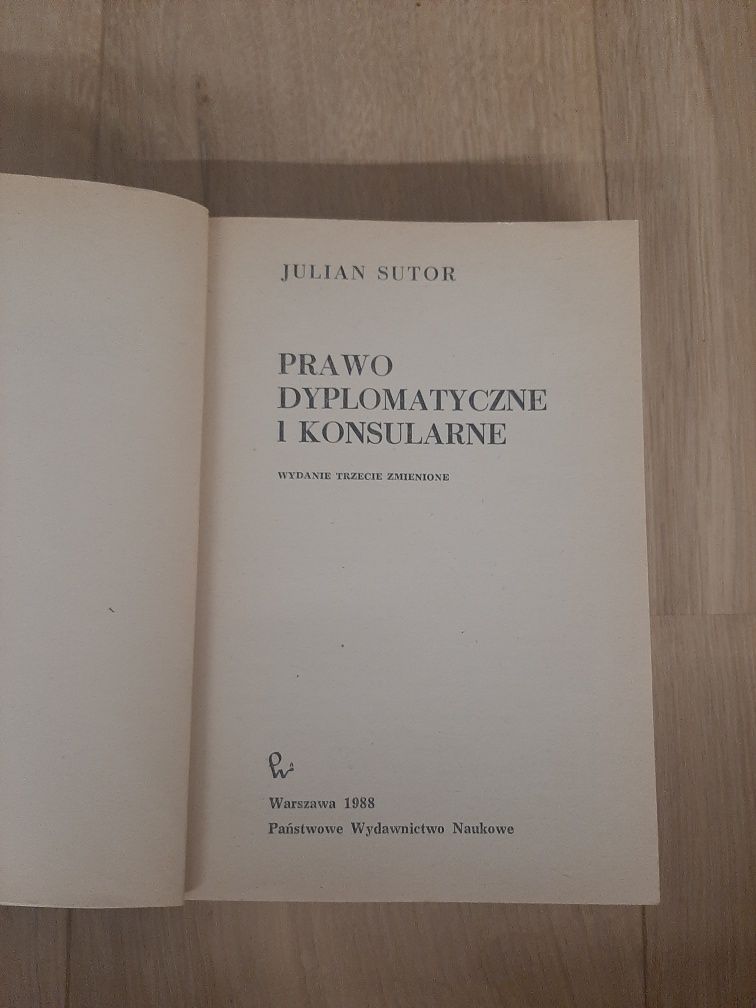 JULIAN SUTOR
PRAWO
DYPLOMATYCZNE
I KONSULARNE
WYDANIE TRZECIE ZMIENIONE
Warszawa 1988
Państwowe Wydawnictwo Naukowe